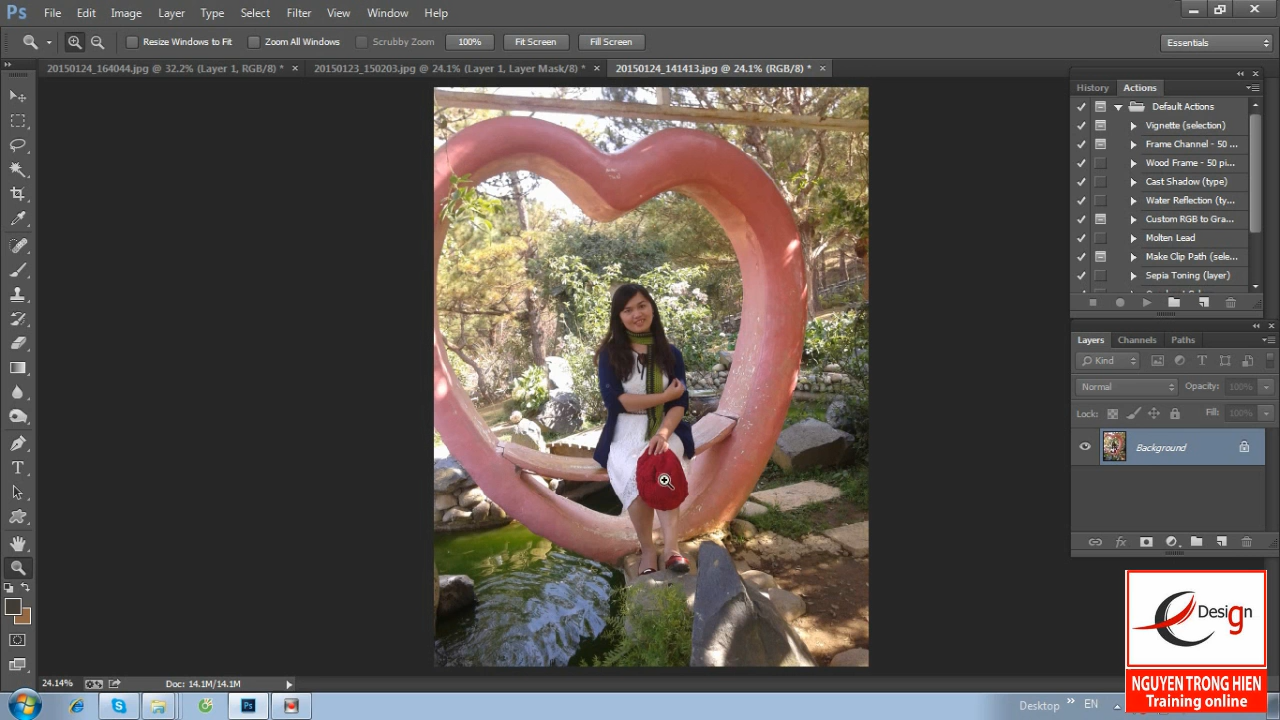 Ps File Edit Image Layer Type Select Filter View Window Help
Resize Windows to Fit Zoom All Windows Scrubby Zoom 100% Fit Screen Fill Screen Essentials
20150124_164044.jpg @ 32.2% (Layer 1, RGB/8) * × 20150123_150203.jpg @ 24.1% (Layer 1, Layer Mask/8) * × 20150124_141413.jpg @ 24.1% (RGB/8) * ×
History Actions
Default Actions
Vignette (selection)
Frame Channel - 50 ...
Wood Frame - 50 pi...
Cast Shadow (type)
Water Reflection (ty...
Custom RGB to Gra...
Molten Lead
Make Clip Path (sele...
Sepia Toning (layer)
Layers Channels Paths
Kind
Normal Opacity: 100%
Lock: Fill: 100%
Background
fx
24.14% Doc: 14.1M/14.1M
Design
NGUYEN TRONG HIEN
Training online
Desktop » EN